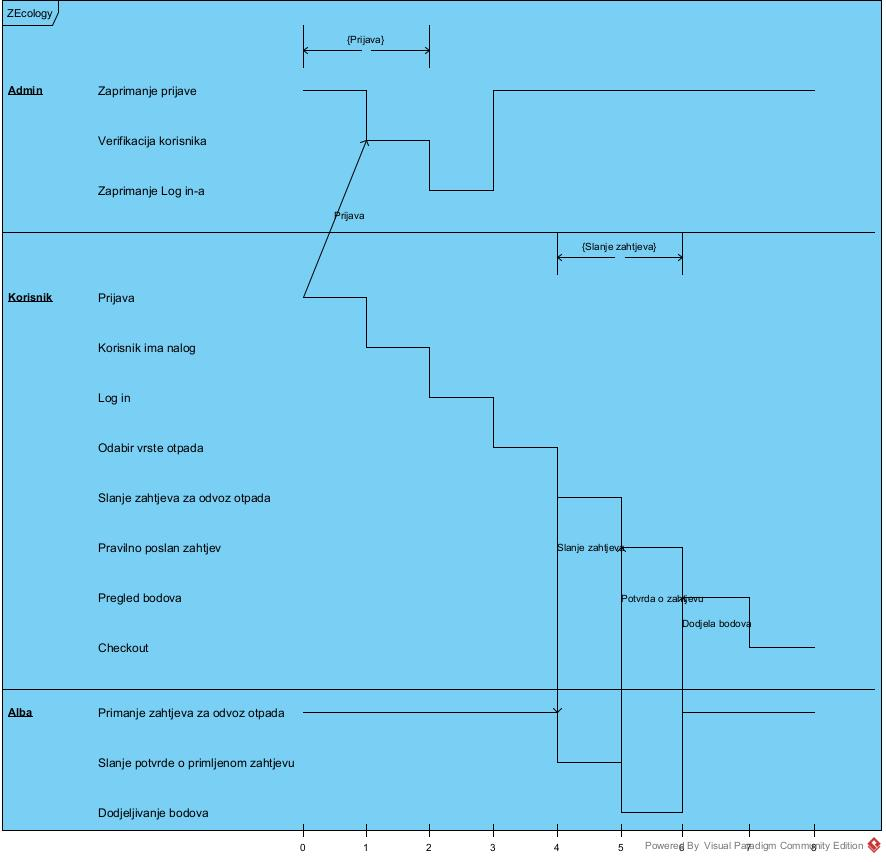 ZEcology
{Prijava}
Admin
Zaprimanje prijave
Verifikacija korisnika
Zaprimanje Log in-a
Prijava
{Slanje zahtjeva}
Korisnik
Prijava
Korisnik ima nalog
Log in
Odabir vrste otpada
Slanje zahtjeva za odvoz otpada
Pravilno poslan zahtjev
Slanje zahtjeva
Pregled bodova
Potvrda o zahtjevu
Dodjela bodova
Checkout
Alba
Primanje zahtjeva za odvoz otpada
Slanje potvrde o primljenom zahtjevu
Dodjeljivanje bodova
0 1 2 3 4 5 6 7 8
Powered By Visual Paradigm Community Edition